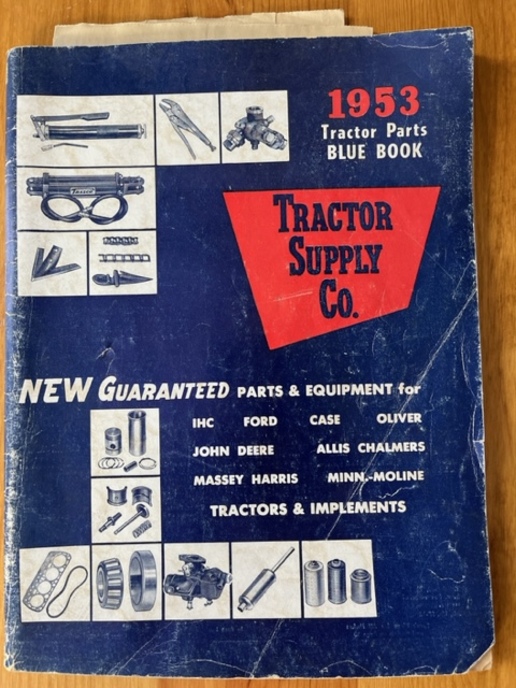 1953
Tractor Parts
BLUE BOOK
TRACTOR
SUPPLY
CO.
NEW GUARANTEED PARTS & EQUIPMENT for
IHC FORD CASE OLIVER
JOHN DEERE ALLIS CHALMERS
MASSEY HARRIS MINN.-MOLINE
TRACTORS & IMPLEMENTS